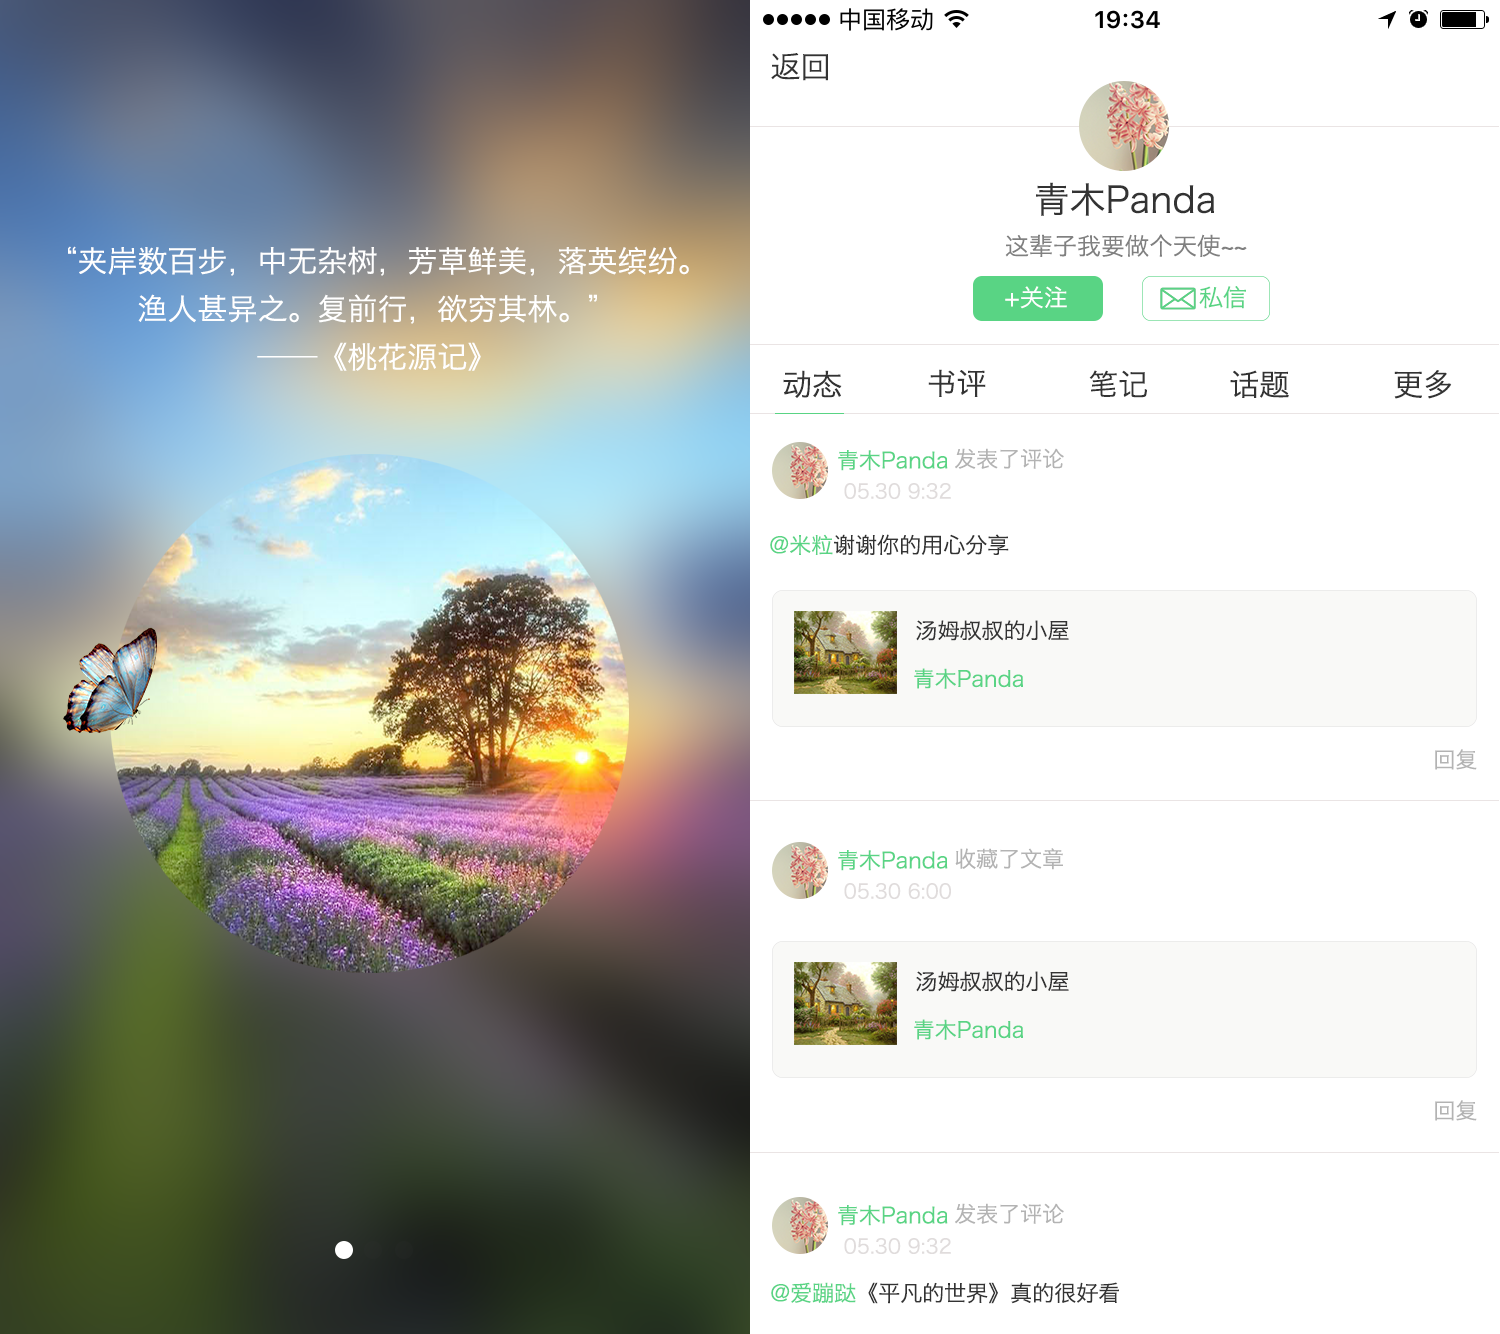 “夹岸数百步，中无杂树，芳草鲜美，落英缤纷。
渔人甚异之。复前行，欲穷其林。”
——《桃花源记》
中国移动 19:34
返回
青木Panda
这辈子我要做个天使~~
+关注 私信
动态 书评 笔记 话题 更多
青木Panda 发表了评论
05.30 9:32
@米粒谢谢你的用心分享
汤姆叔叔的小屋
青木Panda
回复
青木Panda 收藏了文章
05.30 6:00
汤姆叔叔的小屋
青木Panda
回复
青木Panda 发表了评论
05.30 9:32
@爱蹦跶《平凡的世界》真的很好看